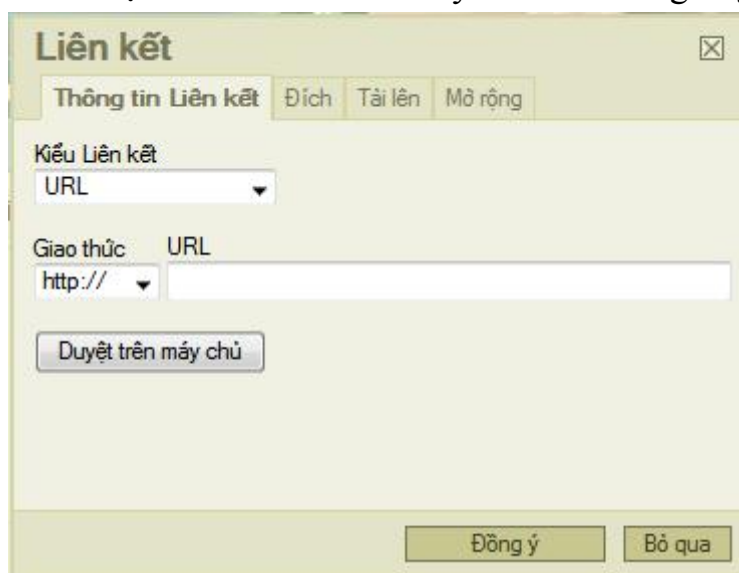 Liên kết
Thông tin Liên kết Đích Tải lên Mở rộng
Kiểu Liên kết
URL
Giao thức URL
http://
Duyệt trên máy chủ
Đồng ý Bỏ qua